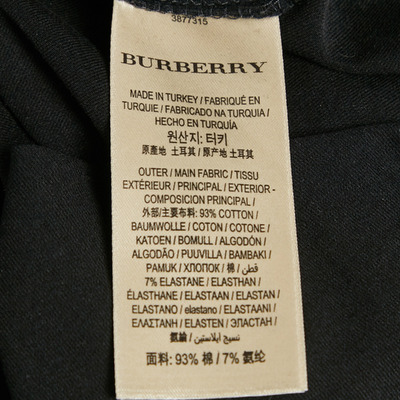 3877315
BURBERRY
MADE IN TURKEY / FABRIQUÉ EN
TURQUIE / FABRICADO NA TURQUIA /
HECHO EN TURQUÍA
원산지: 터키
原產地 土耳其 / 原产地 土耳其
OUTER / MAIN FABRIC / TISSU
EXTÉRIEUR / PRINCIPAL / EXTERIOR -
COMPOSICION PRINCIPAL /
外部/主要布料: 93% COTTON /
BAUMWOLLE / COTON / COTONE /
KATOEN / BOMULL / ALGODÓN /
ALGODÃO / PUUVILLA / BAMBAKI /
PAMUK / ХЛОПОК / 棉 / قطن /
7% ELASTANE / ELASTHAN /
ÉLASTHANE / ELASTAAN / ELASTAN /
ELASTANO / elastano / ELASTAANI /
ΕΛΑΣΤΑΝΗ / ELASTEN / ЭЛАСТАН /
氨纶 / نسيج ايلاستين /
面料: 93% 棉 / 7% 氨纶